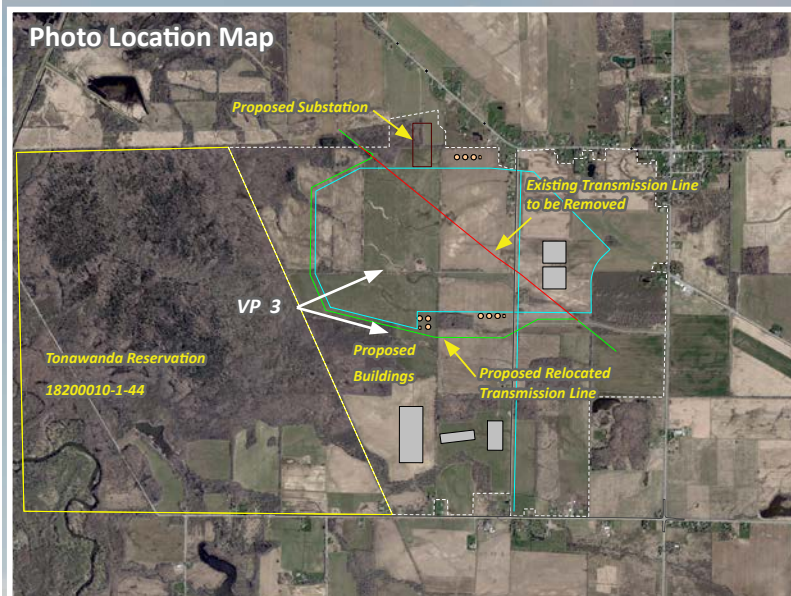 Photo Location Map
Proposed Substation
Existing Transmission Line
to be Removed
VP 3
Tonawanda Reservation
18200010-1-44
Proposed
Buildings
Proposed Relocated
Transmission Line